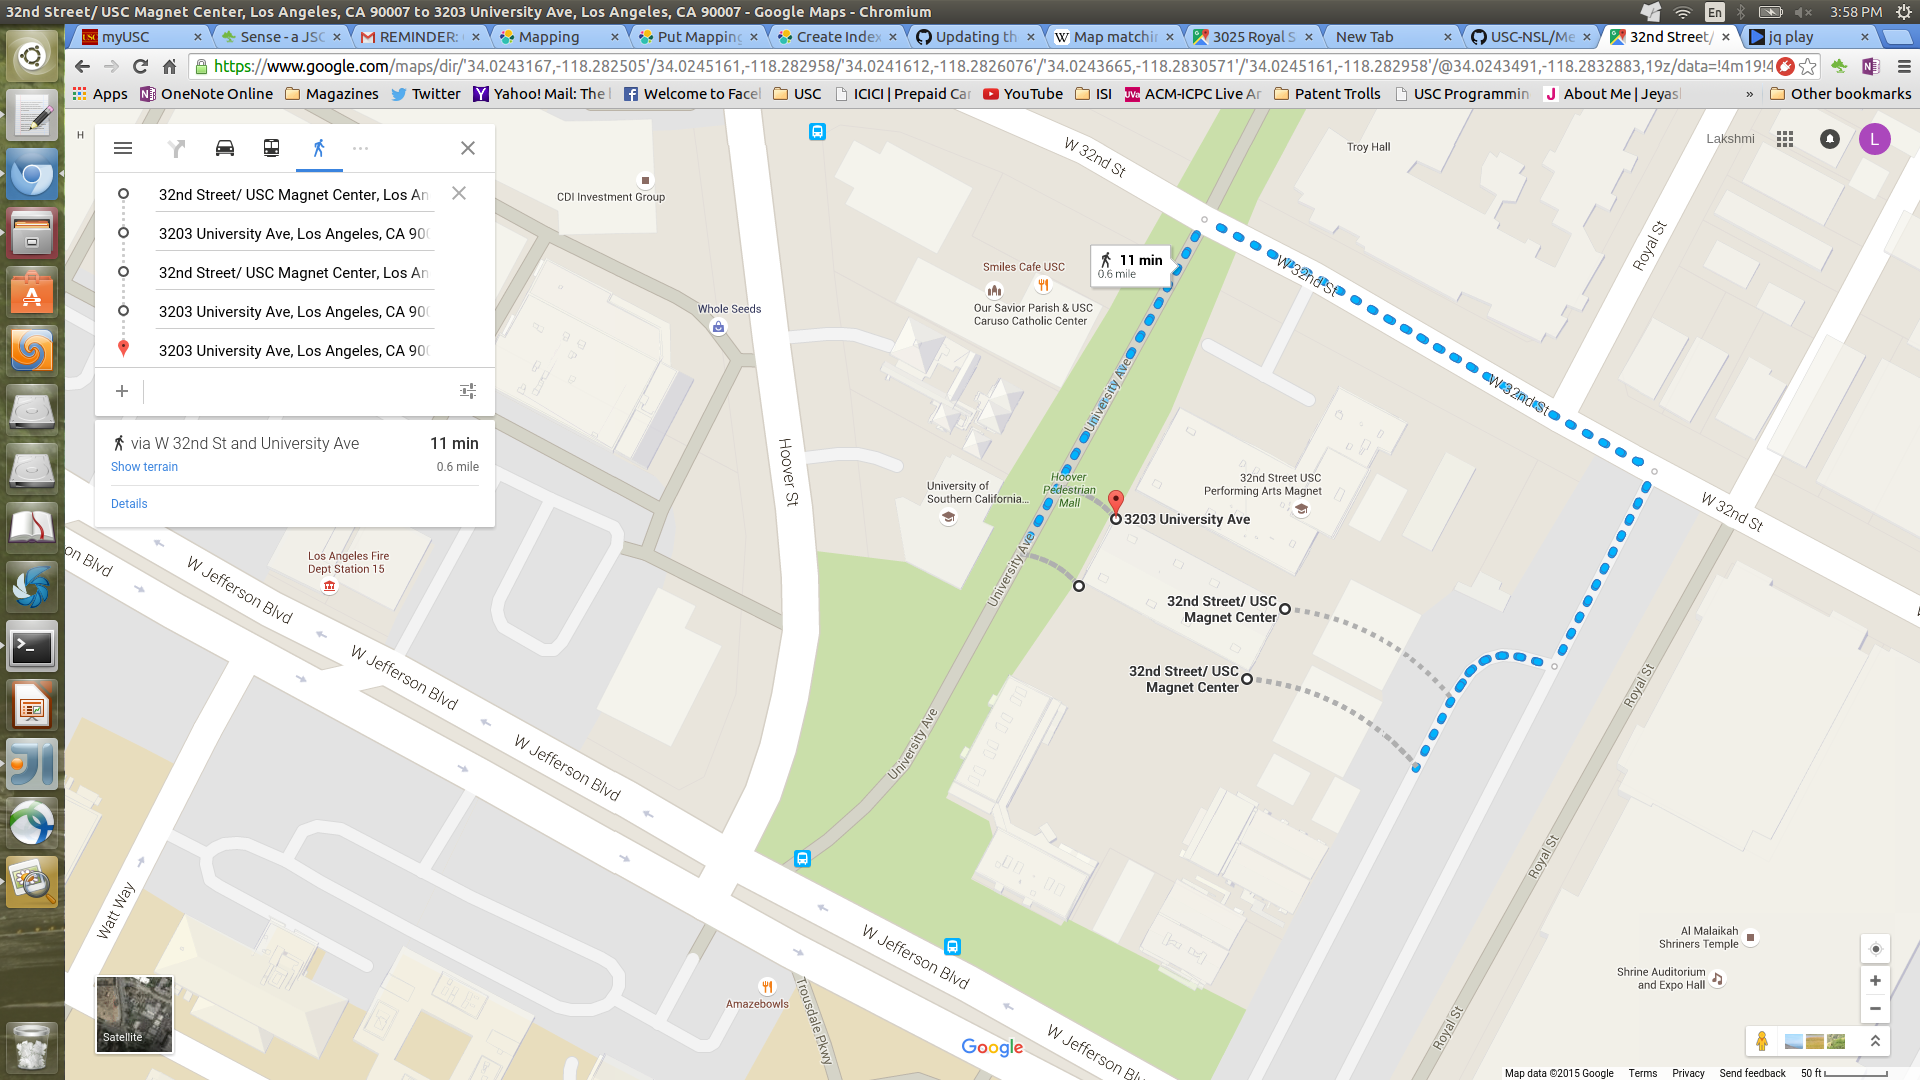 32nd Street/ USC Magnet Center, Los Angeles, CA 90007 to 3203 University Ave, Los Angeles, CA 90007 - Google Maps - Chromium
En
3:58 PM
myUSC
Sense - a JSC
REMINDER:
Mapping
Put Mapping
Create Index
Updating th
Map matchin
3025 Royal S
New Tab
USC-NSL/Me
32nd Street/
jq play
https://www.google.com/maps/dir/'34.0243167,-118.282505'/34.0245161,-118.282958/'34.0241612,-118.2826076'/'34.0243665,-118.2830571'/'34.0245161,-118.282958'/@34.0243491,-118.2832883,19z/data=!4m19!4
Apps
OneNote Online
Magazines
Twitter
Yahoo! Mail: The
Welcome to Face
USC
ICICI | Prepaid Car
YouTube
ISI
ACM-ICPC Live Ar
Patent Trolls
USC Programmin
About Me | Jeyas
»
Other bookmarks
H
32nd Street/ USC Magnet Center, Los An
3203 University Ave, Los Angeles, CA 900
32nd Street/ USC Magnet Center, Los An
3203 University Ave, Los Angeles, CA 900
3203 University Ave, Los Angeles, CA 900
via W 32nd St and University Ave
11 min
Show terrain
0.6 mile
Details
Lakshmi
L
W 32nd St
Troy Hall
CDI Investment Group
Royal St
11 min
0.6 mile
Smiles Cafe USC
W 32nd St
Our Savior Parish & USC
Caruso Catholic Center
Whole Seeds
University Ave
W 32nd St
Hoover St
University of
Southern California...
Hoover
Pedestrian
Mall
32nd Street USC
Performing Arts Magnet
W 32nd St
3203 University Ave
Los Angeles Fire
Dept Station 15
on Blvd
W Jefferson Blvd
University Ave
32nd Street/ USC
Magnet Center
32nd Street/ USC
Magnet Center
W Jefferson Blvd
Royal St
University Ave
W Jefferson Blvd
Royal St
Watt Way
W Jefferson Blvd
Al Malaikah
Shriners Temple
Shrine Auditorium
and Expo Hall
Amazebowls
Trousdale Pkwy
Royal St
W Jefferson Blvd
Satellite
Google
Map data ©2015 Google
Terms
Privacy
Send feedback
50 ft